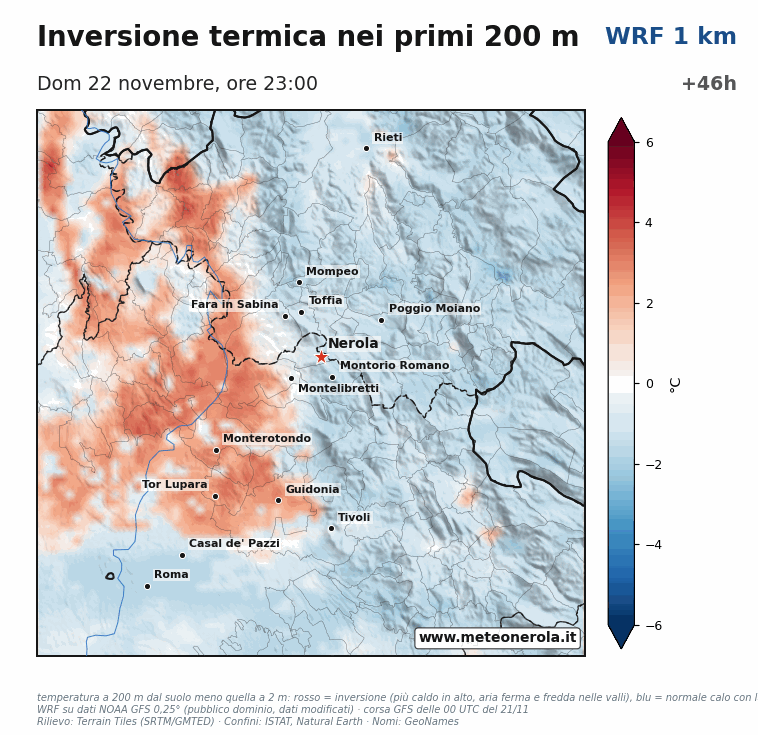 Inversione termica nei primi 200 m
WRF 1 km
Dom 22 novembre, ore 23:00
+46h
Rieti
Mompeo
Fara in Sabina
Toffia
Poggio Moiano
Nerola
Montorio Romano
Montelibretti
Monterotondo
Tor Lupara
Guidonia
Tivoli
Casal de' Pazzi
Roma
6
4
2
0
−2
−4
−6
°C
www.meteonerola.it
temperatura a 200 m dal suolo meno quella a 2 m: rosso = inversione (più caldo in alto, aria ferma e fredda nelle valli), blu = normale calo con l
WRF su dati NOAA GFS 0,25° (pubblico dominio, dati modificati) · corsa GFS delle 00 UTC del 21/11
Rilievo: Terrain Tiles (SRTM/GMTED) · Confini: ISTAT, Natural Earth · Nomi: GeoNames